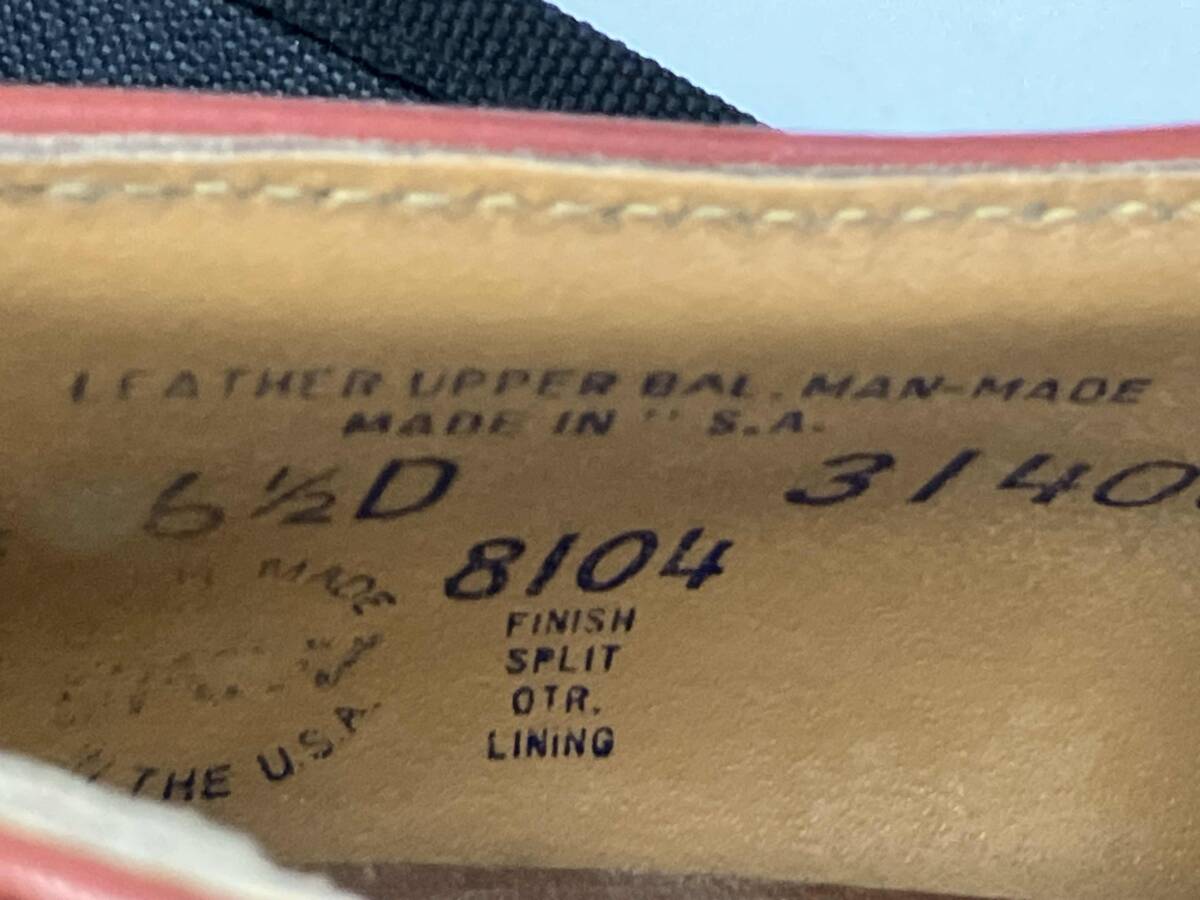 LEATHER UPPER BAL. MAN-MADE
MADE IN U S.A.
6½D 3140
8104
FINISH
SPLIT
QTR.
LINING
MADE
THE U.S.A.